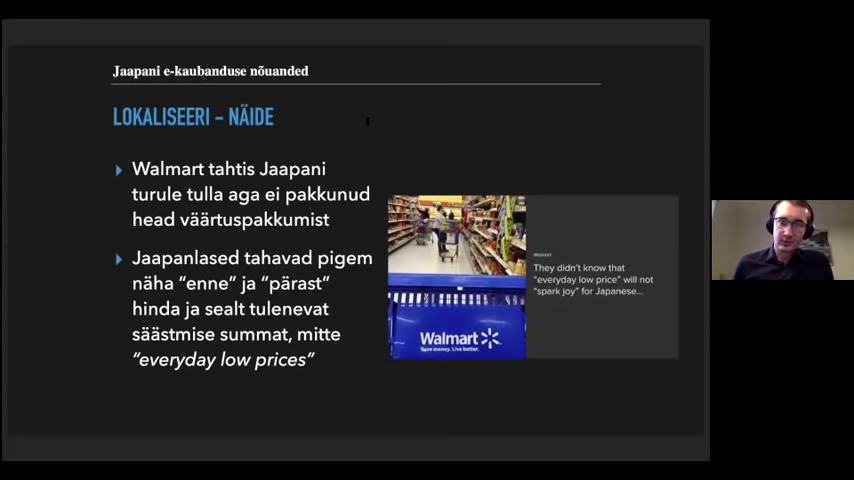 Jaapani e-kaubanduse nõuanded
LOKALISEERI - NÄIDE
Walmart tahtis Jaapani
turule tulla aga ei pakkunud
head väärtuspakkumist
Jaapanlased tahavad pigem
näha “enne” ja “pärast”
hinda ja sealt tulenevat
säästmise summat, mitte
“everyday low prices”
Walmart
Save money. Live better.
Walmart
They didn’t know that
“everyday low price” will not
“spark joy” for Japanese...